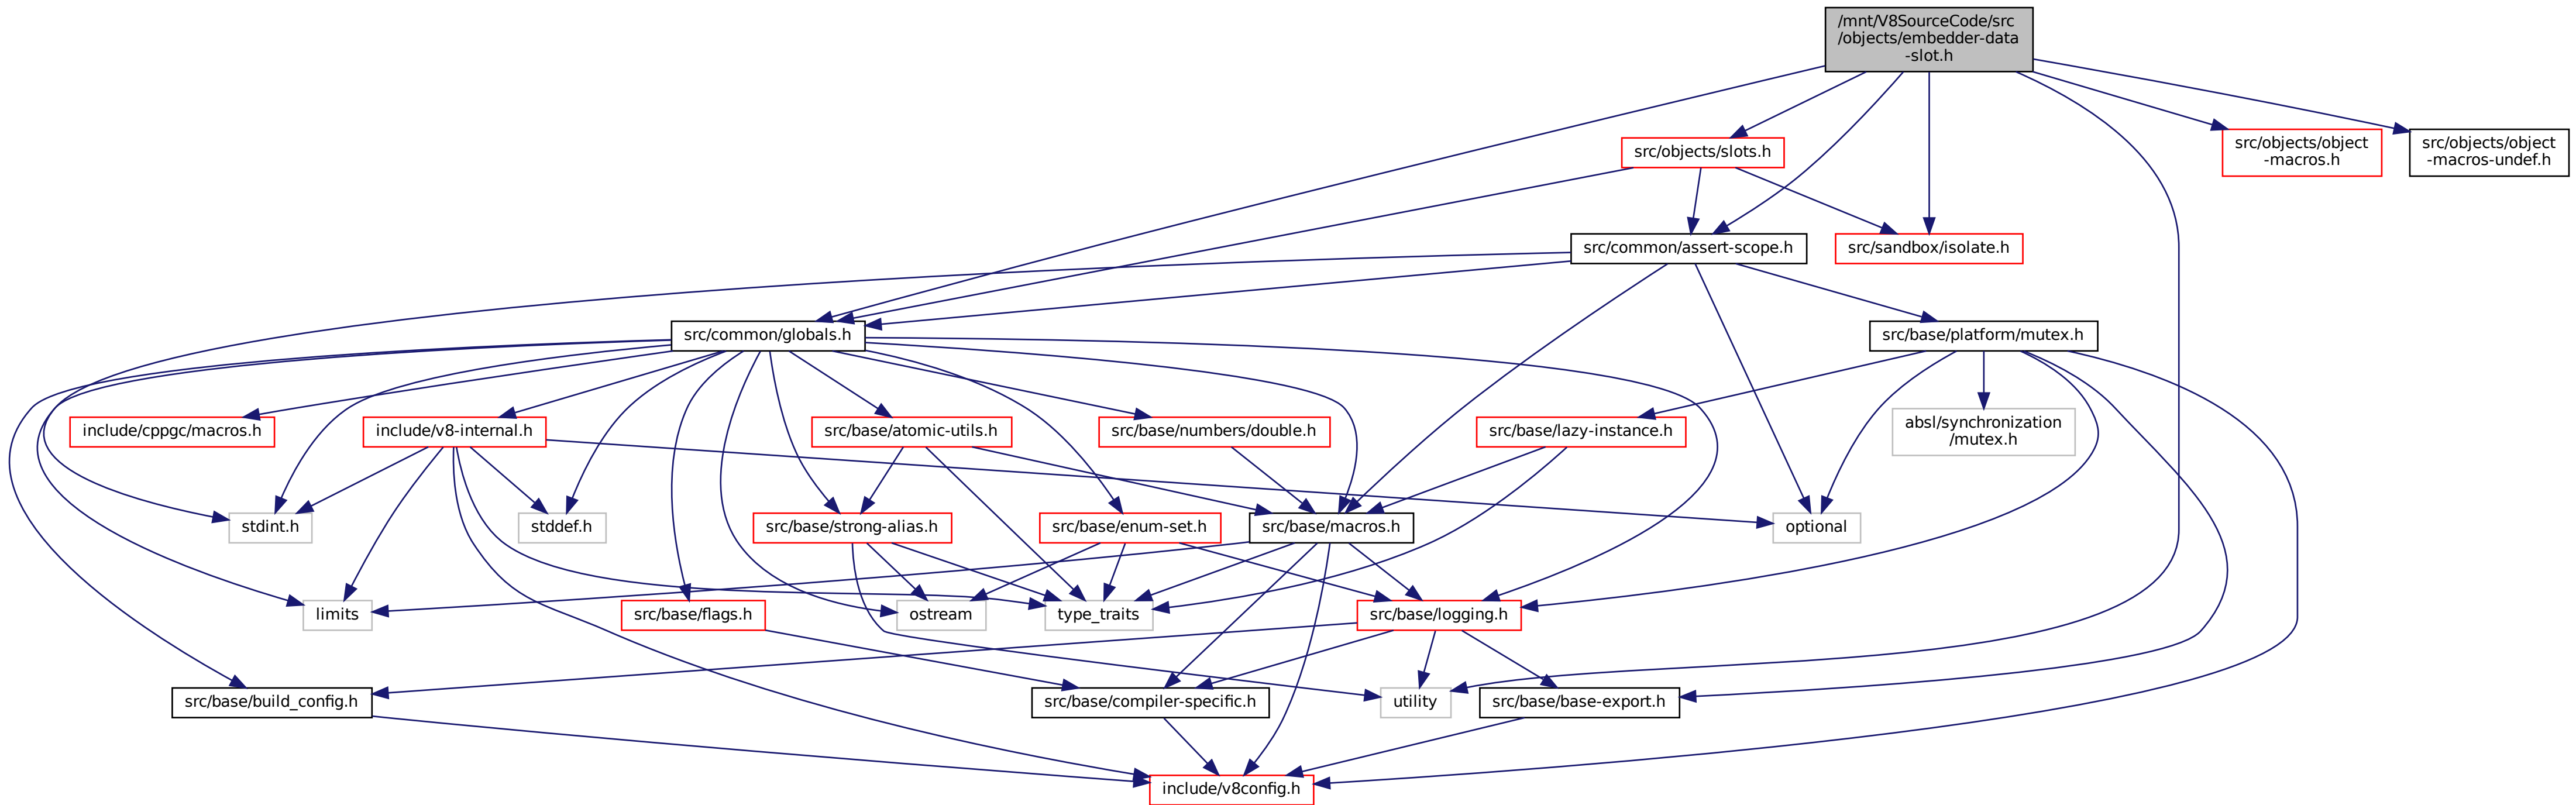 /mnt/V8SourceCode/src
/objects/embedder-data
-slot.h
src/objects/slots.h
src/objects/object
-macros.h
src/objects/object
-macros-undef.h
src/common/assert-scope.h
src/sandbox/isolate.h
src/common/globals.h
src/base/platform/mutex.h
include/cppgc/macros.h
include/v8-internal.h
src/base/atomic-utils.h
src/base/numbers/double.h
src/base/lazy-instance.h
absl/synchronization
/mutex.h
stdint.h
stddef.h
src/base/strong-alias.h
src/base/enum-set.h
src/base/macros.h
optional
limits
src/base/flags.h
ostream
type_traits
src/base/logging.h
src/base/build_config.h
src/base/compiler-specific.h
utility
src/base/base-export.h
include/v8config.h